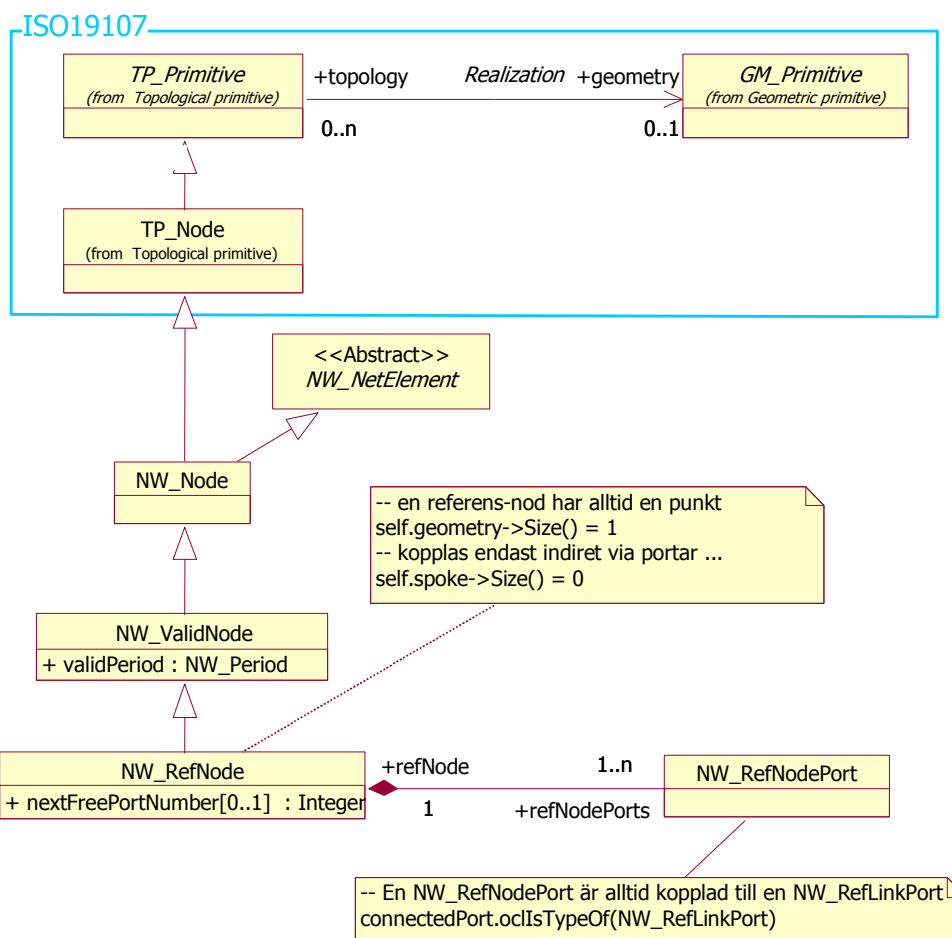 ISO19107
TP_Primitive
(from Topological primitive)
+topology
Realization
+geometry
0..n
0..1
GM_Primitive
(from Geometric primitive)
TP_Node
(from Topological primitive)
<<Abstract>>
NW_NetElement
NW_Node
-- en referens-nod har alltid en punkt
self.geometry->Size() = 1
-- kopplas endast indiret via portar ...
self.spoke->Size() = 0
NW_ValidNode
+ validPeriod : NW_Period
NW_RefNode
+ nextFreePortNumber[0..1] : Integer
+refNode
1..n
1
+refNodePorts
NW_RefNodePort
-- En NW_RefNodePort är alltid kopplad till en NW_RefLinkPort
connectedPort.oclIsTypeOf(NW_RefLinkPort)